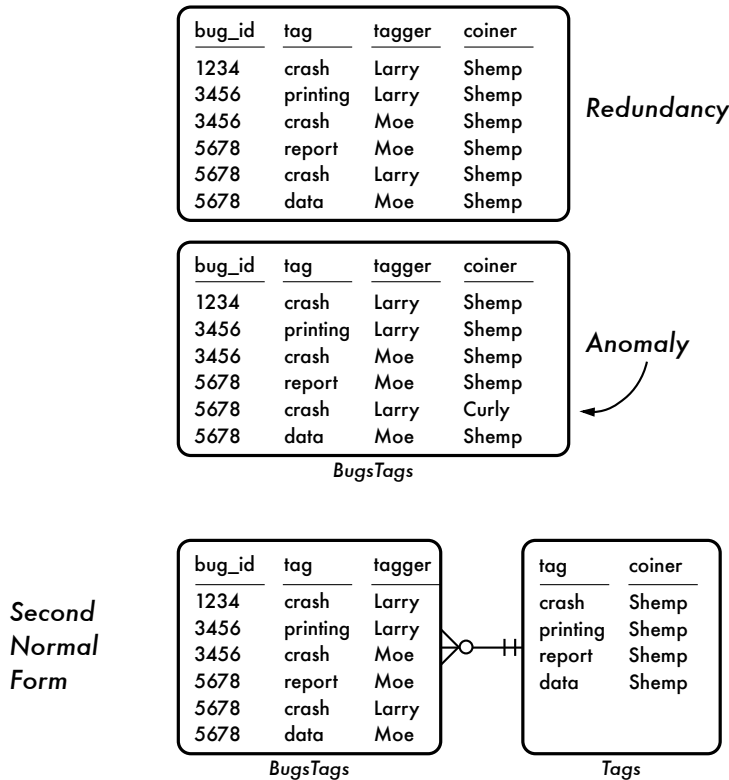 bug_id tag tagger coiner
1234 crash Larry Shemp
3456 printing Larry Shemp
3456 crash Moe Shemp
5678 report Moe Shemp
5678 crash Larry Shemp
5678 data Moe Shemp
Redundancy
bug_id tag tagger coiner
1234 crash Larry Shemp
3456 printing Larry Shemp
3456 crash Moe Shemp
5678 report Moe Shemp
5678 crash Larry Curly
5678 data Moe Shemp
Anomaly
BugsTags
Second
Normal
Form
bug_id tag tagger
1234 crash Larry
3456 printing Larry
3456 crash Moe
5678 report Moe
5678 crash Larry
5678 data Moe
BugsTags
tag coiner
crash Shemp
printing Shemp
report Shemp
data Shemp
Tags